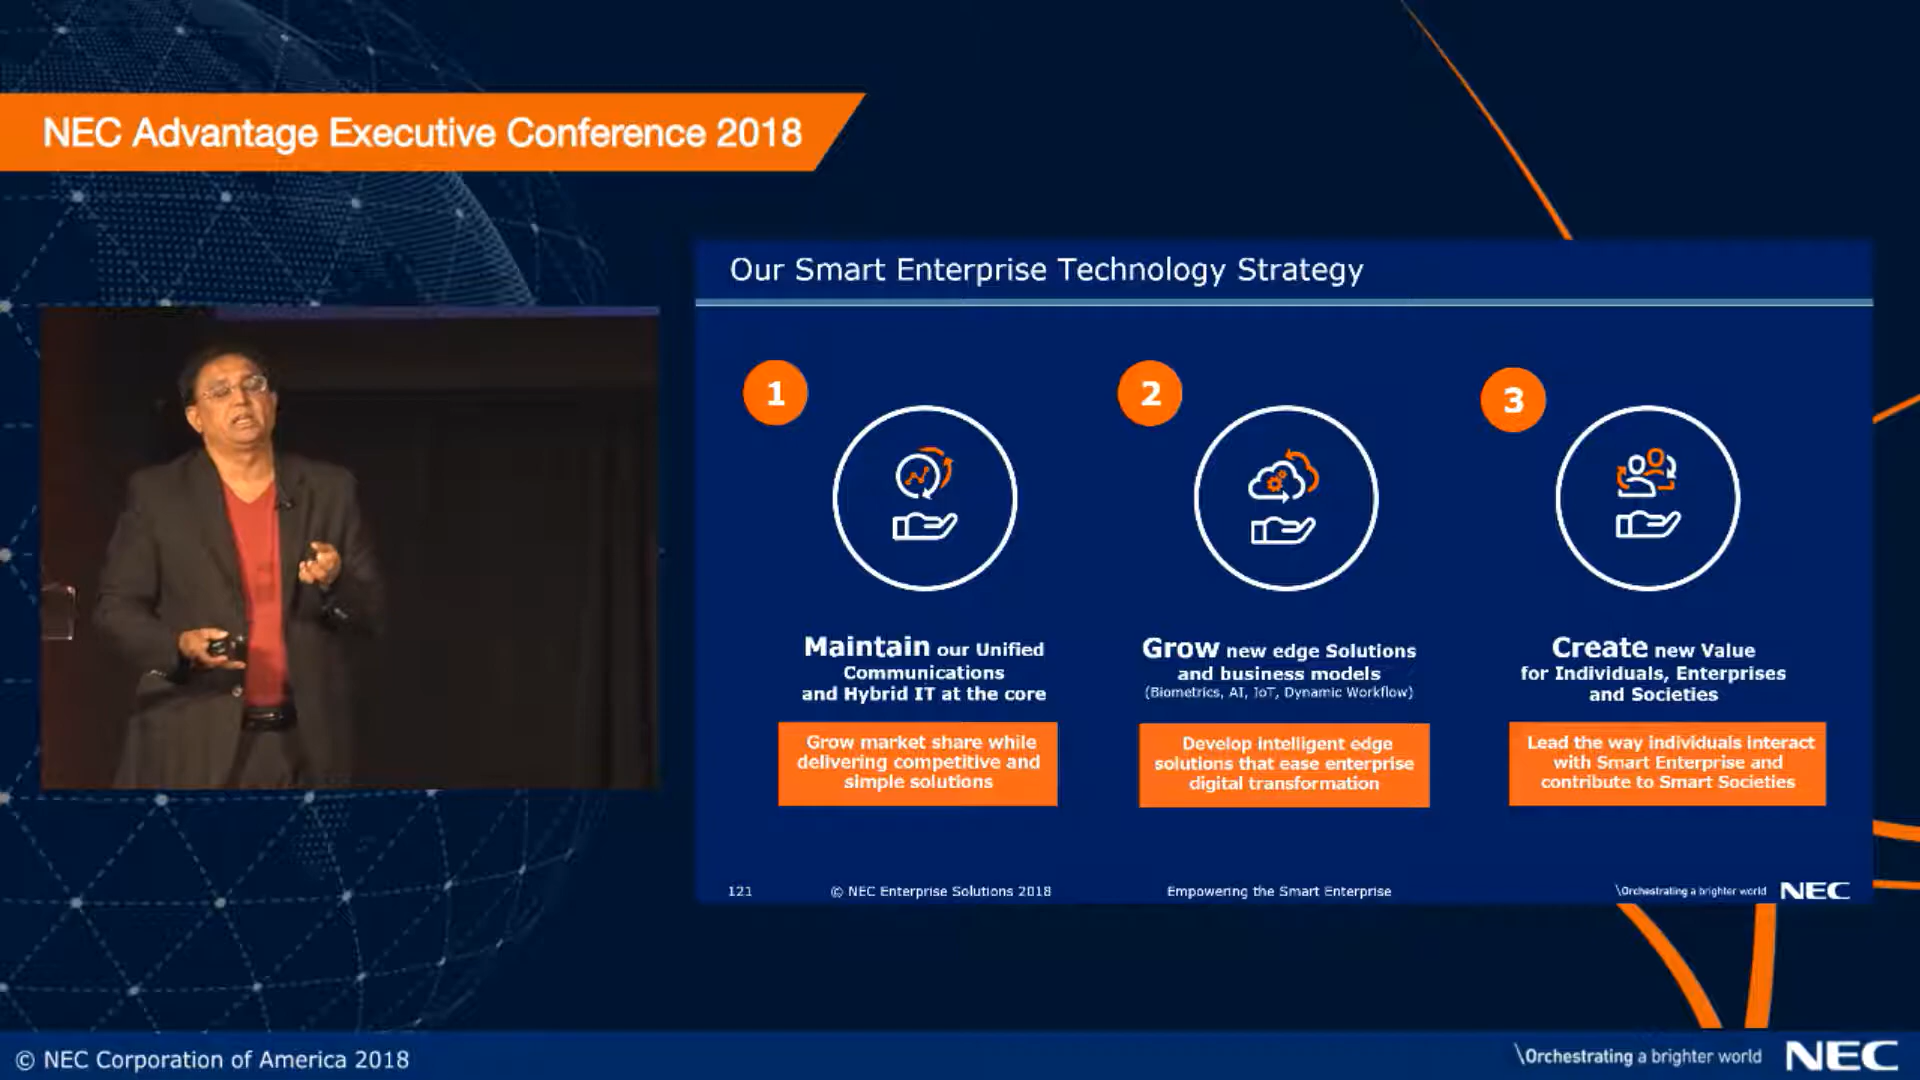 NEC Advantage Executive Conference 2018
Our Smart Enterprise Technology Strategy
1
Maintain our Unified
Communications
and Hybrid IT at the core
Grow market share while
delivering competitive and
simple solutions
2
Grow new edge Solutions
and business models
(Biometrics, AI, IoT, Dynamic Workflow)
Develop intelligent edge
solutions that ease enterprise
digital transformation
3
Create new Value
for Individuals, Enterprises
and Societies
Lead the way individuals interact
with Smart Enterprise and
contribute to Smart Societies
121 © NEC Enterprise Solutions 2018 Empowering the Smart Enterprise \Orchestrating a brighter world NEC
© NEC Corporation of America 2018 \Orchestrating a brighter world NEC